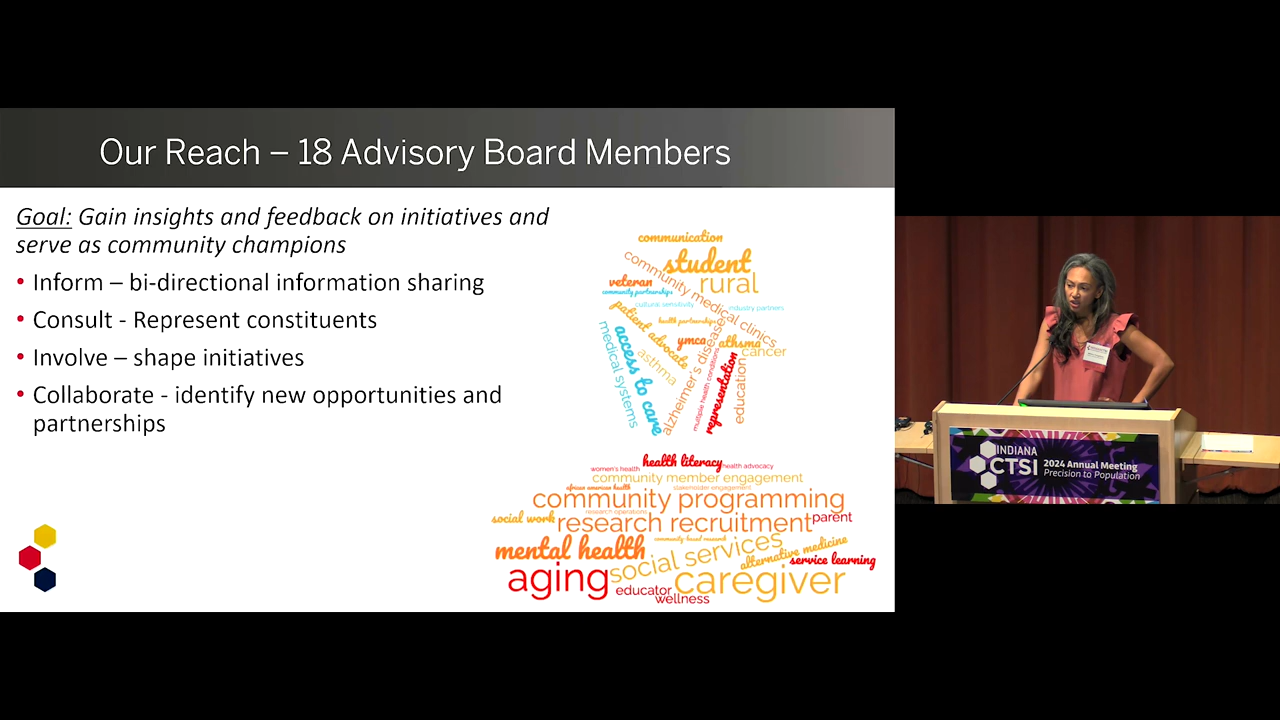 Our Reach – 18 Advisory Board Members
Goal: Gain insights and feedback on initiatives and
serve as community champions
• Inform – bi-directional information sharing
• Consult - Represent constituents
• Involve – shape initiatives
• Collaborate - identify new opportunities and
partnerships
communication
student
community medical clinics
rural
veteran
community partnerships
cultural sensitivity
industry partners
patient advocate
health partnerships
medical systems
access to care
asthma
ymca
asthma
cancer
alzheimer's disease
multiple health conditions
representation
education
health literacy
women's health
health advocacy
community member engagement
african american health
stakeholder engagement
community programming
research operations
social work
research recruitment
parent
community-based research
mental health
social services
alternative medicine
service learning
aging
caregiver
educator
wellness
INDIANA
CTSI
2024 Annual Meeting
Precision to Population